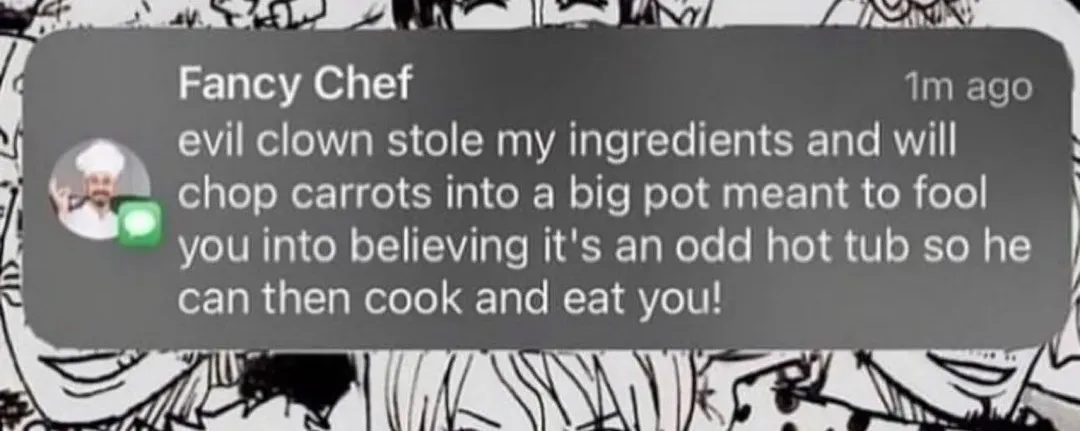 Fancy Chef
1m ago
evil clown stole my ingredients and will
chop carrots into a big pot meant to fool
you into believing it's an odd hot tub so he
can then cook and eat you!